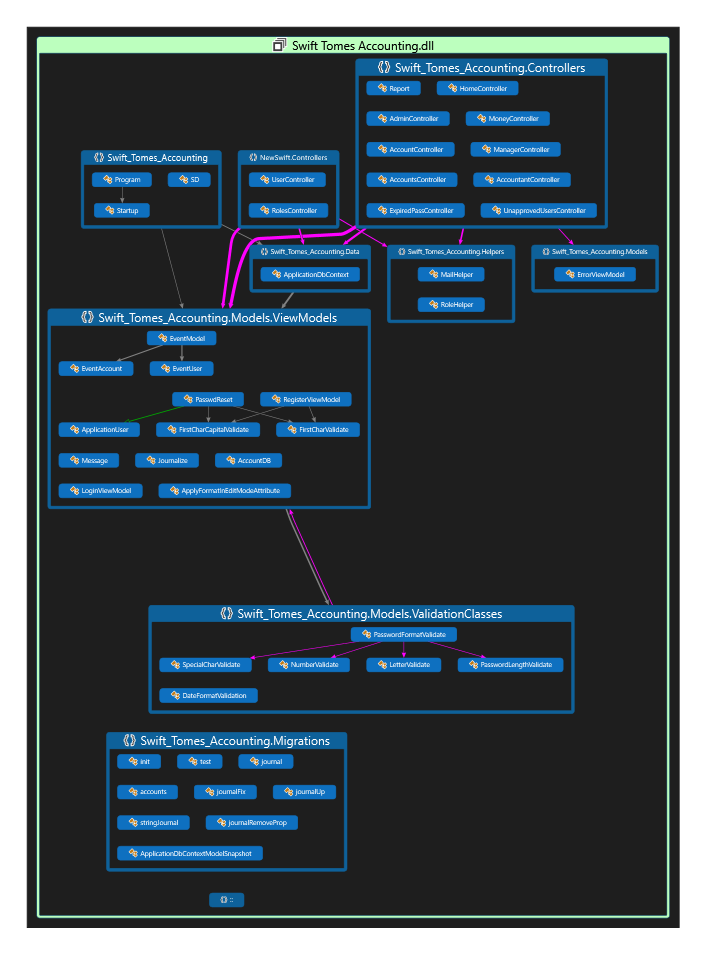 Swift Tomes Accounting.dll
Swift_Tomes_Accounting.Controllers
Report HomeController
AdminController MoneyController
AccountController ManagerController
AccountsController AccountantController
ExpiredPassController UnapprovedUsersController
Swift_Tomes_Accounting
Program SD
Startup
NewSwift.Controllers
UserController
RolesController
Swift_Tomes_Accounting.Data
ApplicationDbContext
Swift_Tomes_Accounting.Helpers
MailHelper
RoleHelper
Swift_Tomes_Accounting.Models
ErrorViewModel
Swift_Tomes_Accounting.Models.ViewModels
EventModel
EventAccount EventUser
PasswdReset RegisterViewModel
ApplicationUser FirstCharCapitalValidate FirstCharValidate
Message Journalize AccountDB
LoginViewModel ApplyFormatInEditModeAttribute
Swift_Tomes_Accounting.Models.ValidationClasses
PasswordFormatValidate
SpecialCharValidate NumberValidate LetterValidate PasswordLengthValidate
DateFormatValidation
Swift_Tomes_Accounting.Migrations
init test journal
accounts journalFix journalUp
stringJournal journalRemoveProp
ApplicationDbContextModelSnapshot
::